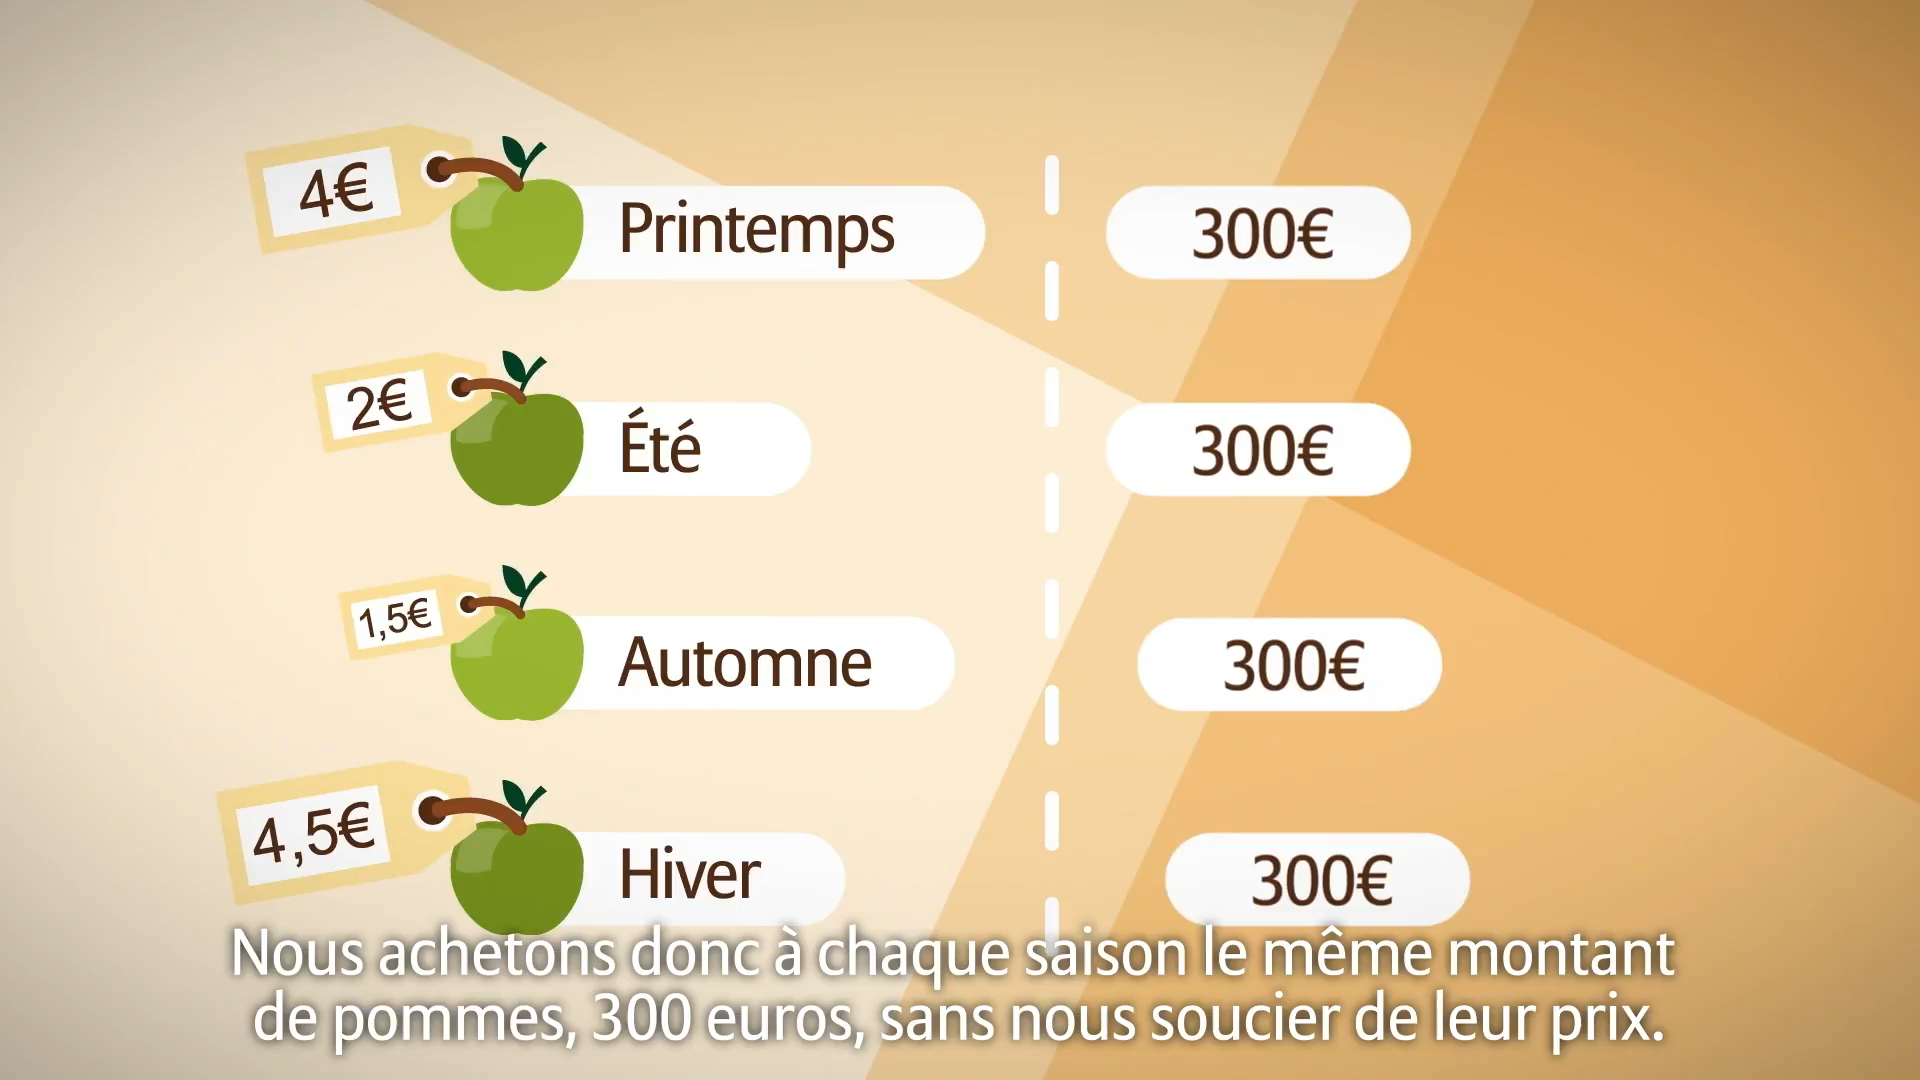 4€
Printemps
300€
2€
Été
300€
1,5€
Automne
300€
4,5€
Hiver
300€
Nous achetons donc à chaque saison le même montant
de pommes, 300 euros, sans nous soucier de leur prix.